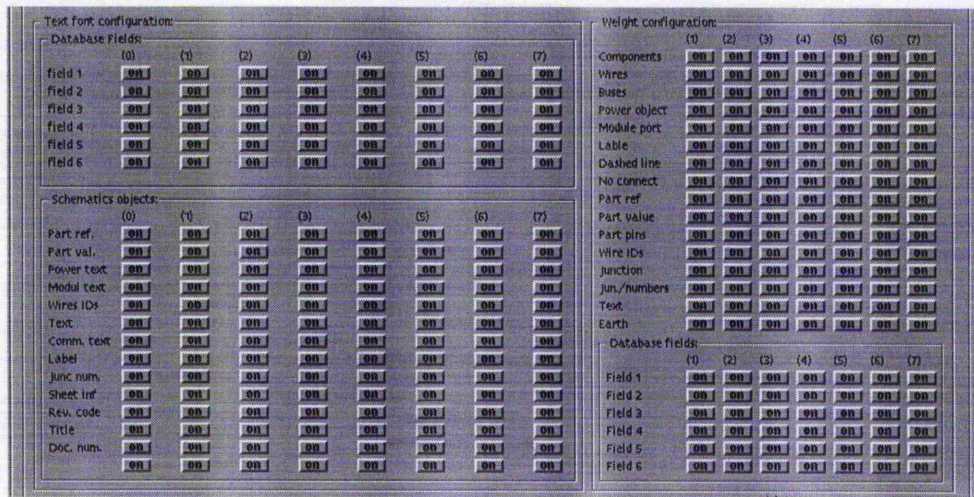 Text font configuration:
Database Fields:
(0) (1) (2) (3) (4) (5) (6) (7)
field 1 on on on on on on on on
field 2 on on on on on on on on
field 3 on on on on on on on on
field 4 on on on on on on on on
field 5 on on on on on on on on
field 6 on on on on on on on on
Schematics objects:
(0) (1) (2) (3) (4) (5) (6) (7)
Part ref. on on on on on on on on
Part val. on on on on on on on on
Power text on on on on on on on on
Modul text on on on on on on on on
Wires IDs on on on on on on on on
Text on on on on on on on on
Comm. text on on on on on on on on
Label on on on on on on on on
Junc num. on on on on on on on on
Sheet inf on on on on on on on on
Rev. code on on on on on on on on
Title on on on on on on on on
Doc. num. on on on on on on on on
on on on on on on on on
Weight configuration:
(1) (2) (3) (4) (5) (6) (7)
Components on on on on on on on
Wires on on on on on on on
Buses on on on on on on on
Power object on on on on on on on
Module port on on on on on on on
Lable on on on on on on on
Dashed line on on on on on on on
No connect on on on on on on on
Part ref on on on on on on on
Part value on on on on on on on
Part pins on on on on on on on
Wire IDs on on on on on on on
Junction on on on on on on on
Jun./numbers on on on on on on on
Text on on on on on on on
Earth on on on on on on on
Database fields:
(1) (2) (3) (4) (5) (6) (7)
Field 1 on on on on on on on
Field 2 on on on on on on on
Field 3 on on on on on on on
Field 4 on on on on on on on
Field 5 on on on on on on on
Field 6 on on on on on on on